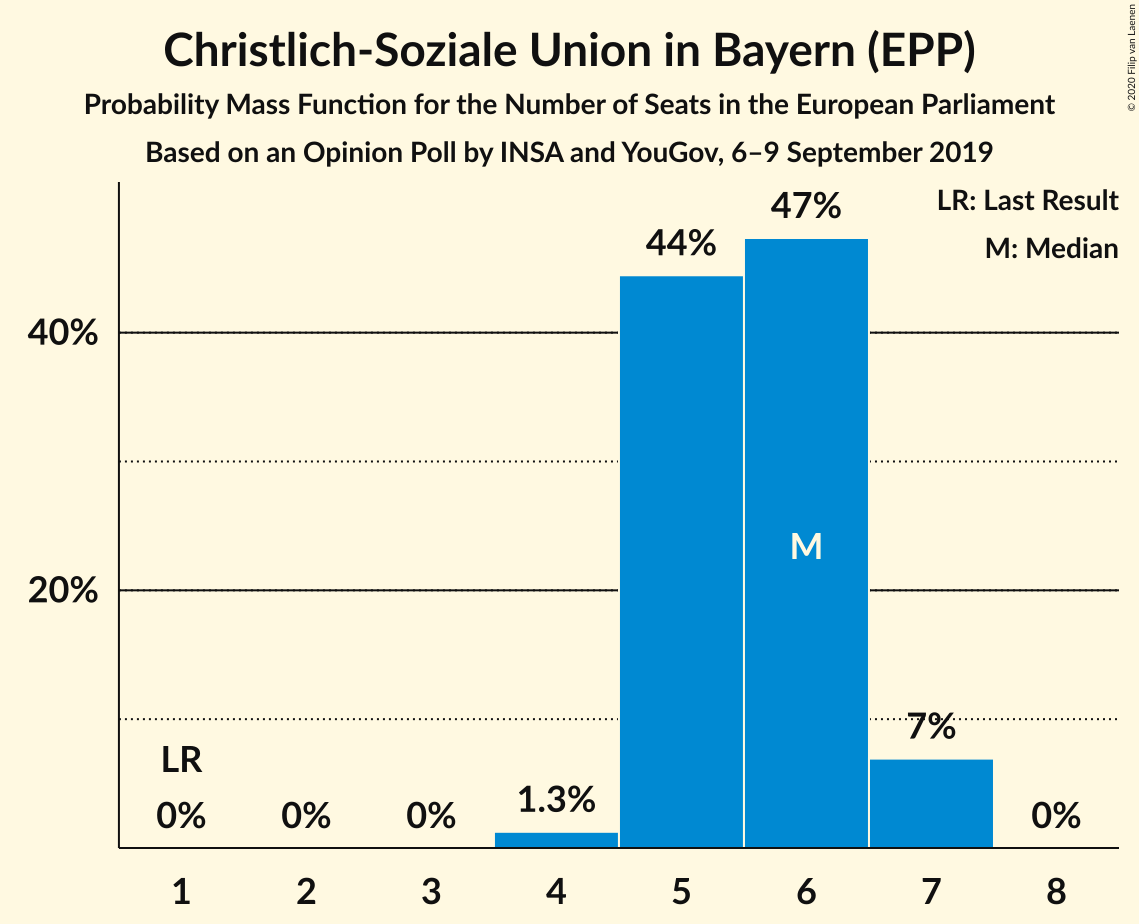 Christlich-Soziale Union in Bayern (EPP)
Probability Mass Function for the Number of Seats in the European Parliament
Based on an Opinion Poll by INSA and YouGov, 6–9 September 2019
© 2020 Filip van Laenen
LR: Last Result
M: Median
47%
44%
40%
M
20%
7%
LR
1.3%
0% 0% 0% 0%
1 2 3 4 5 6 7 8